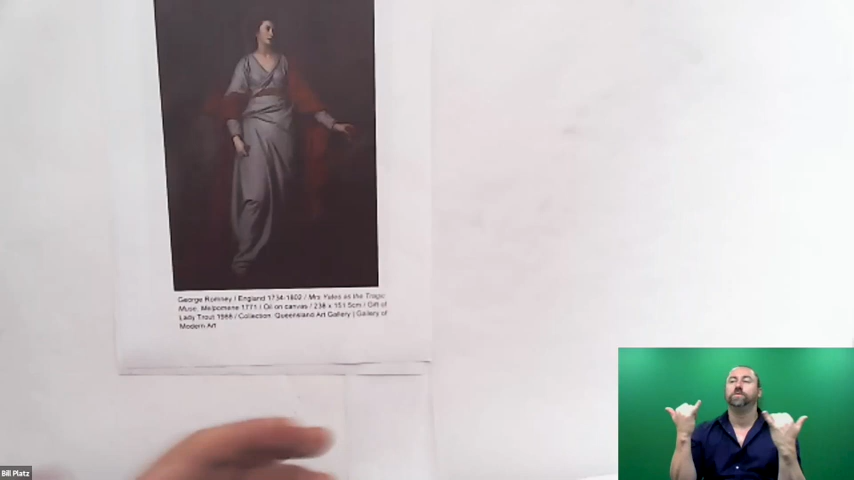 George Romney / England 1734-1802 / Mrs Yates as the Tragic
Muse, Melpomene 1771 / Oil on canvas / 238 x 151.5cm / Gift of
Lady Trout 1988 / Collection: Queensland Art Gallery | Gallery of
Modern Art
Bill Platz